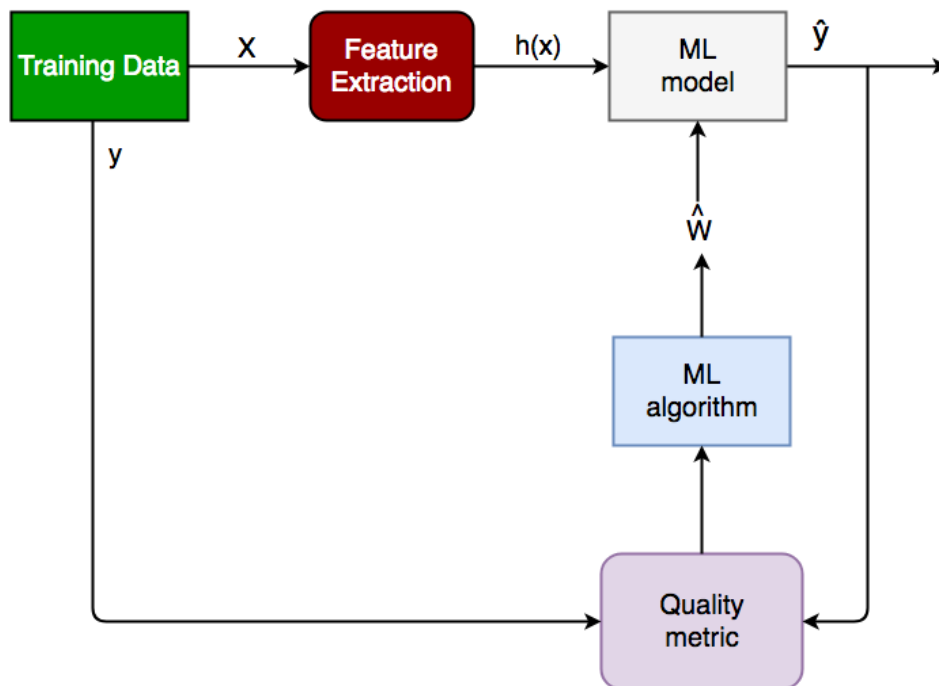 Training Data
X
Feature
Extraction
h(x)
ML
model
ŷ
y
ŵ
ML
algorithm
Quality
metric